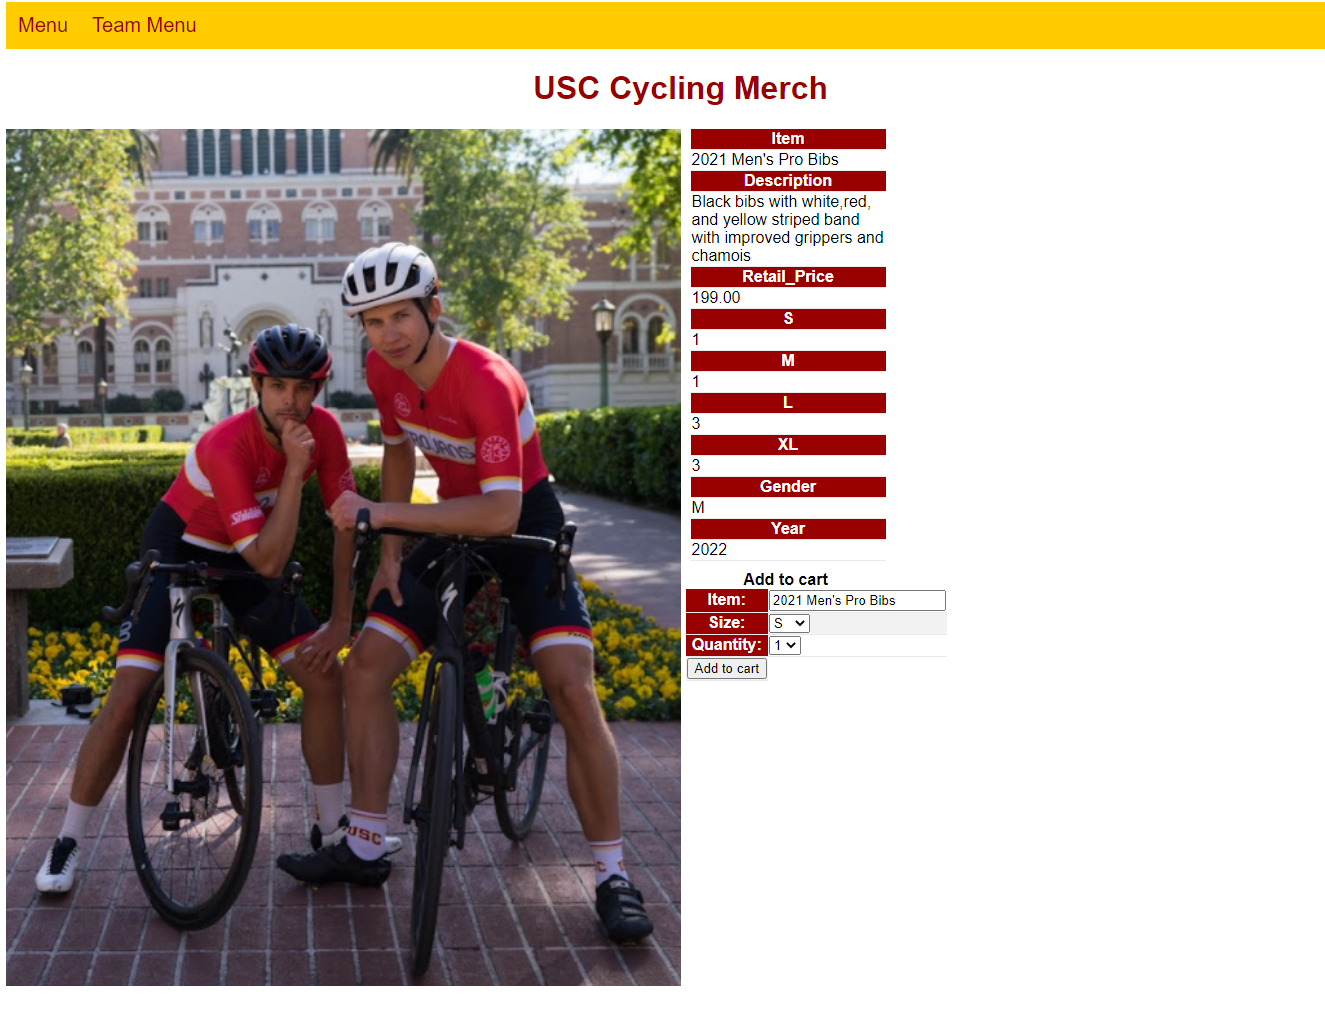 Menu Team Menu
USC Cycling Merch
Item
2021 Men's Pro Bibs
Description
Black bibs with white,red,
and yellow striped band
with improved grippers and
chamois
Retail_Price
199.00
S
1
M
1
L
3
XL
3
Gender
M
Year
2022
Add to cart
Item: 2021 Men's Pro Bibs
Size: S
Quantity: 1
Add to cart
TROJANS
USC